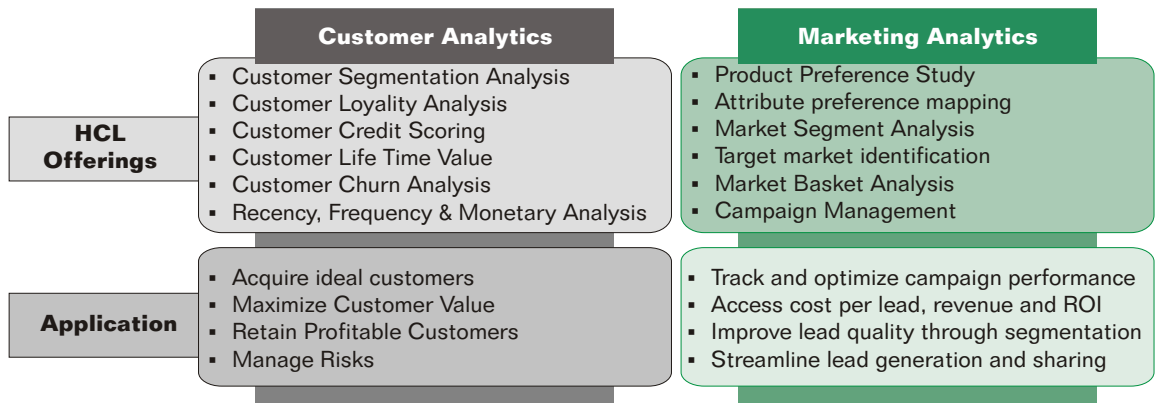 Customer Analytics
Marketing Analytics
HCL
Offerings
▪ Customer Segmentation Analysis
▪ Customer Loyality Analysis
▪ Customer Credit Scoring
▪ Customer Life Time Value
▪ Customer Churn Analysis
▪ Recency, Frequency & Monetary Analysis
▪ Product Preference Study
▪ Attribute preference mapping
▪ Market Segment Analysis
▪ Target market identification
▪ Market Basket Analysis
▪ Campaign Management
Application
▪ Acquire ideal customers
▪ Maximize Customer Value
▪ Retain Profitable Customers
▪ Manage Risks
▪ Track and optimize campaign performance
▪ Access cost per lead, revenue and ROI
▪ Improve lead quality through segmentation
▪ Streamline lead generation and sharing